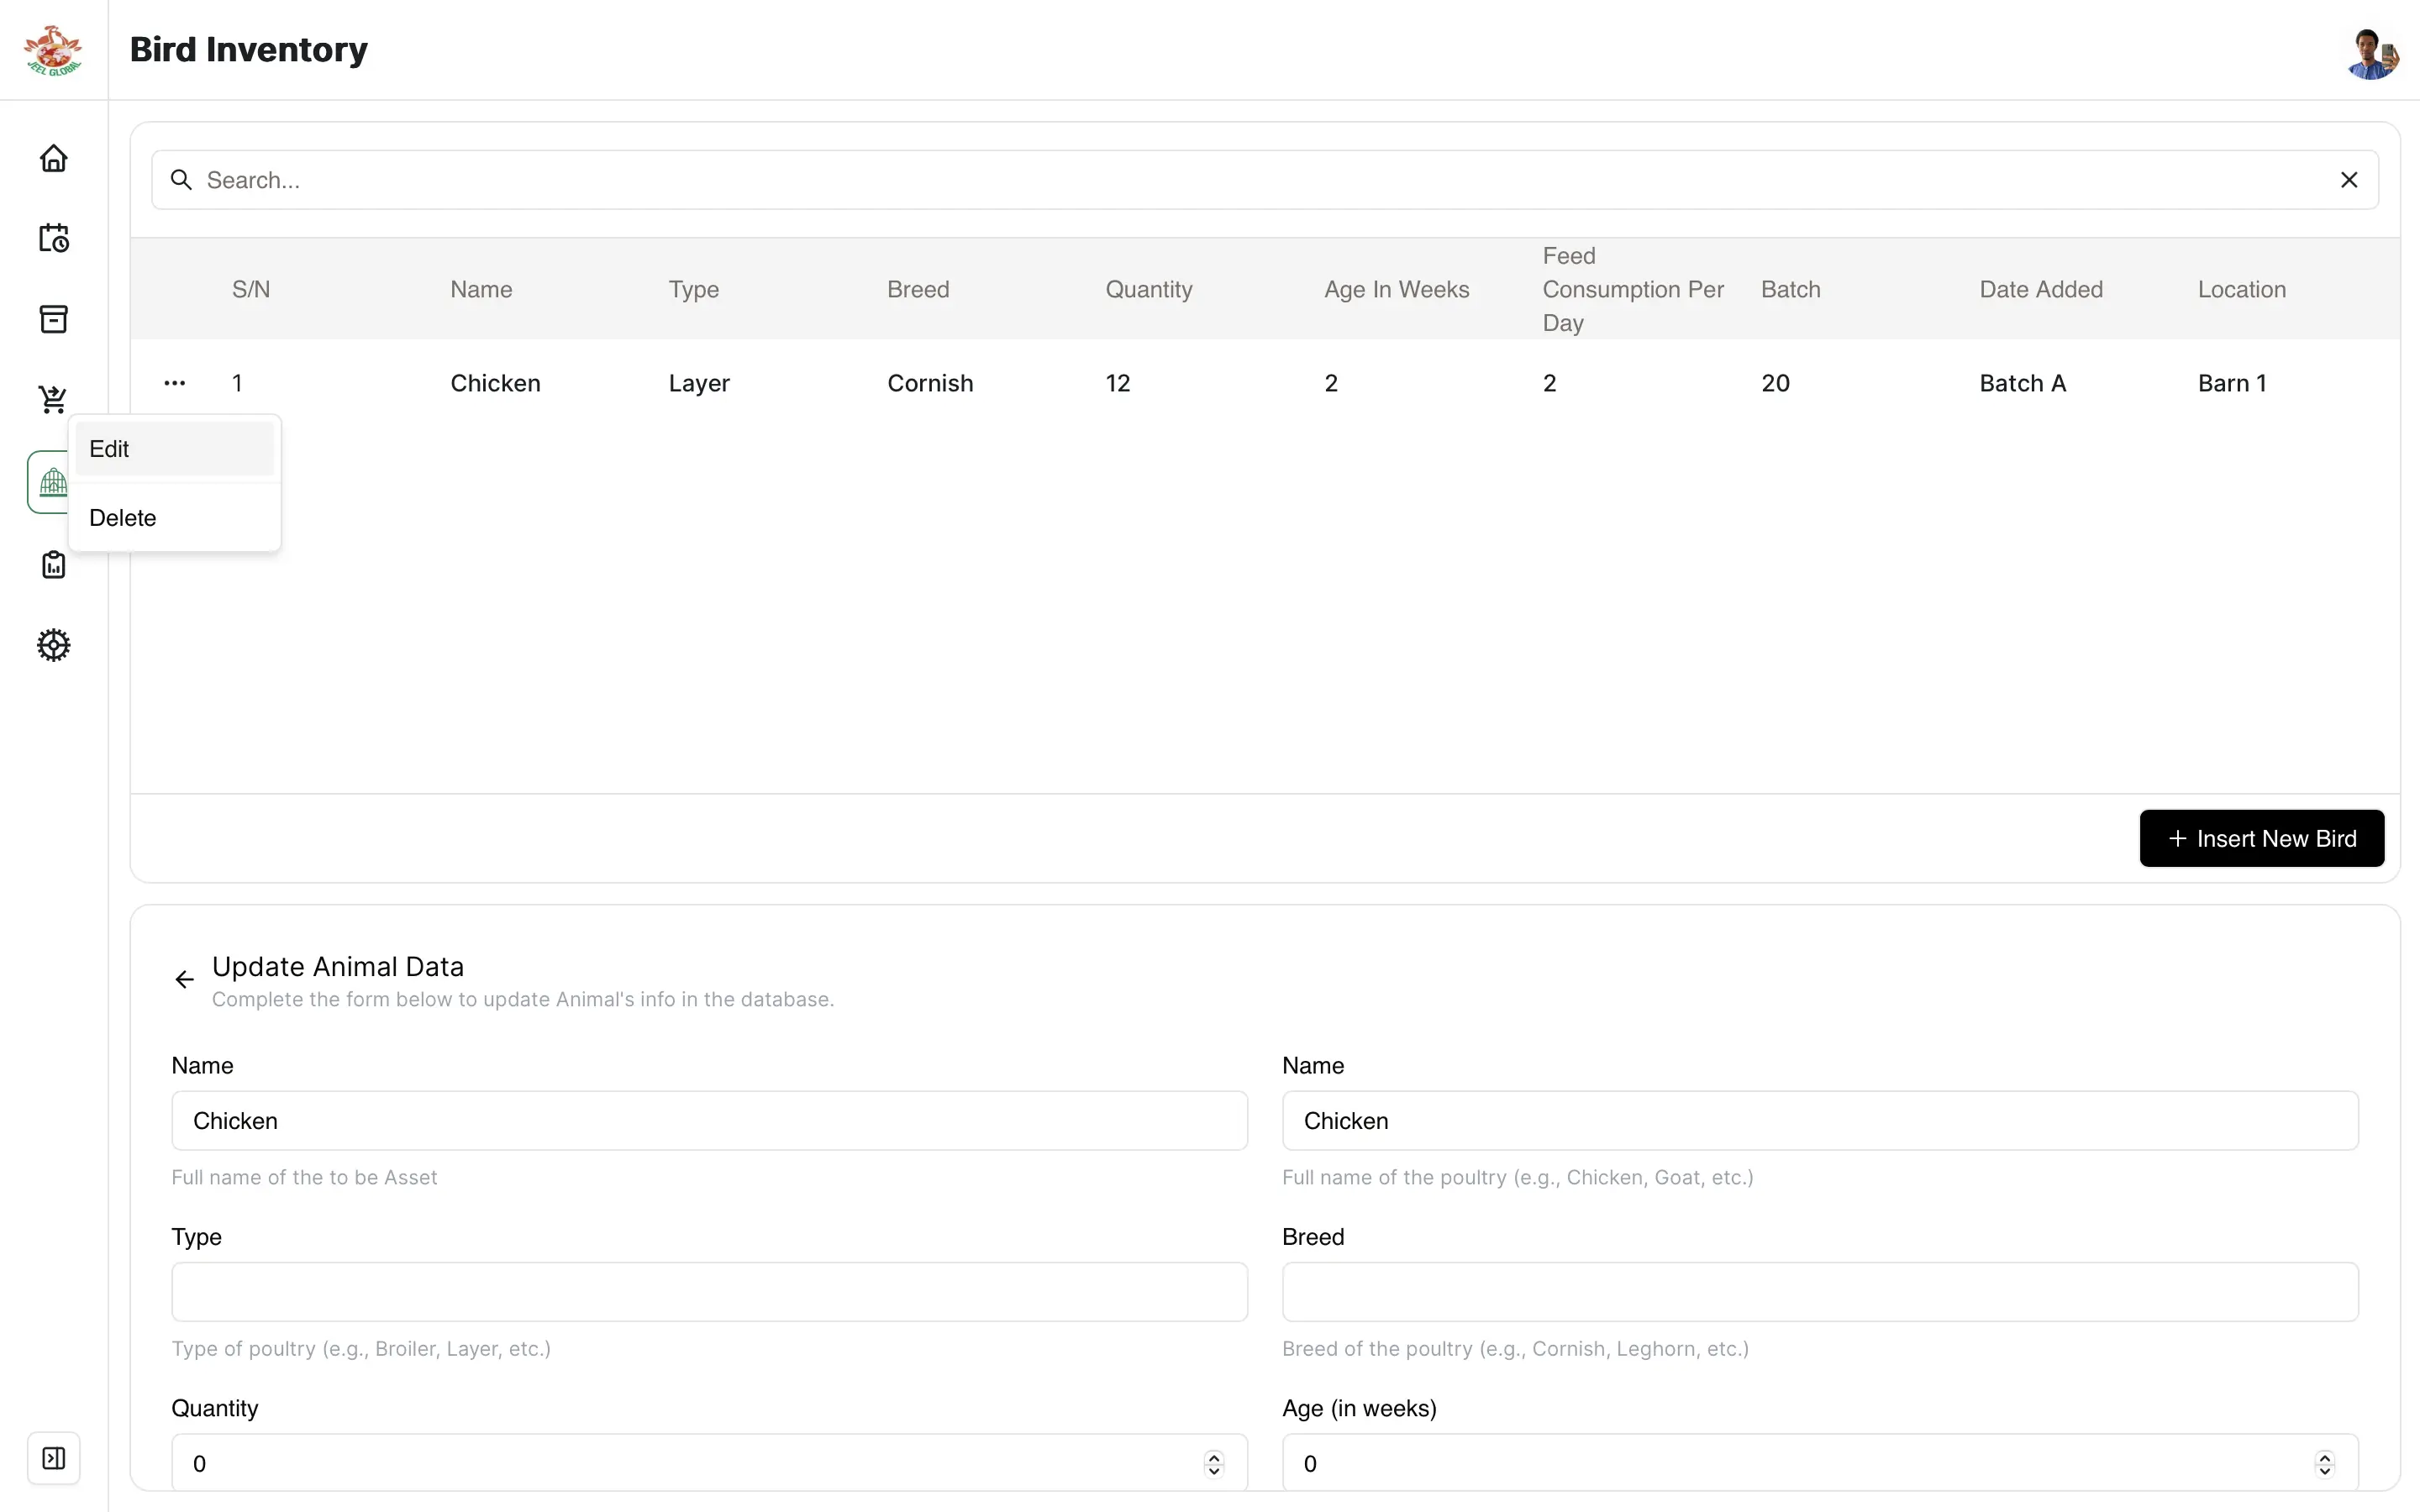 JEEL GLOBAL
Bird Inventory
Search...
S/N Name Type Breed Quantity Age In Weeks Feed Consumption Per Day Batch Date Added Location
1 Chicken Layer Cornish 12 2 2 20 Batch A Barn 1
Edit
Delete
+ Insert New Bird
Update Animal Data
Complete the form below to update Animal's info in the database.
Name Name
Chicken Chicken
Full name of the to be Asset Full name of the poultry (e.g., Chicken, Goat, etc.)
Type Breed
Type of poultry (e.g., Broiler, Layer, etc.) Breed of the poultry (e.g., Cornish, Leghorn, etc.)
Quantity Age (in weeks)
0 0